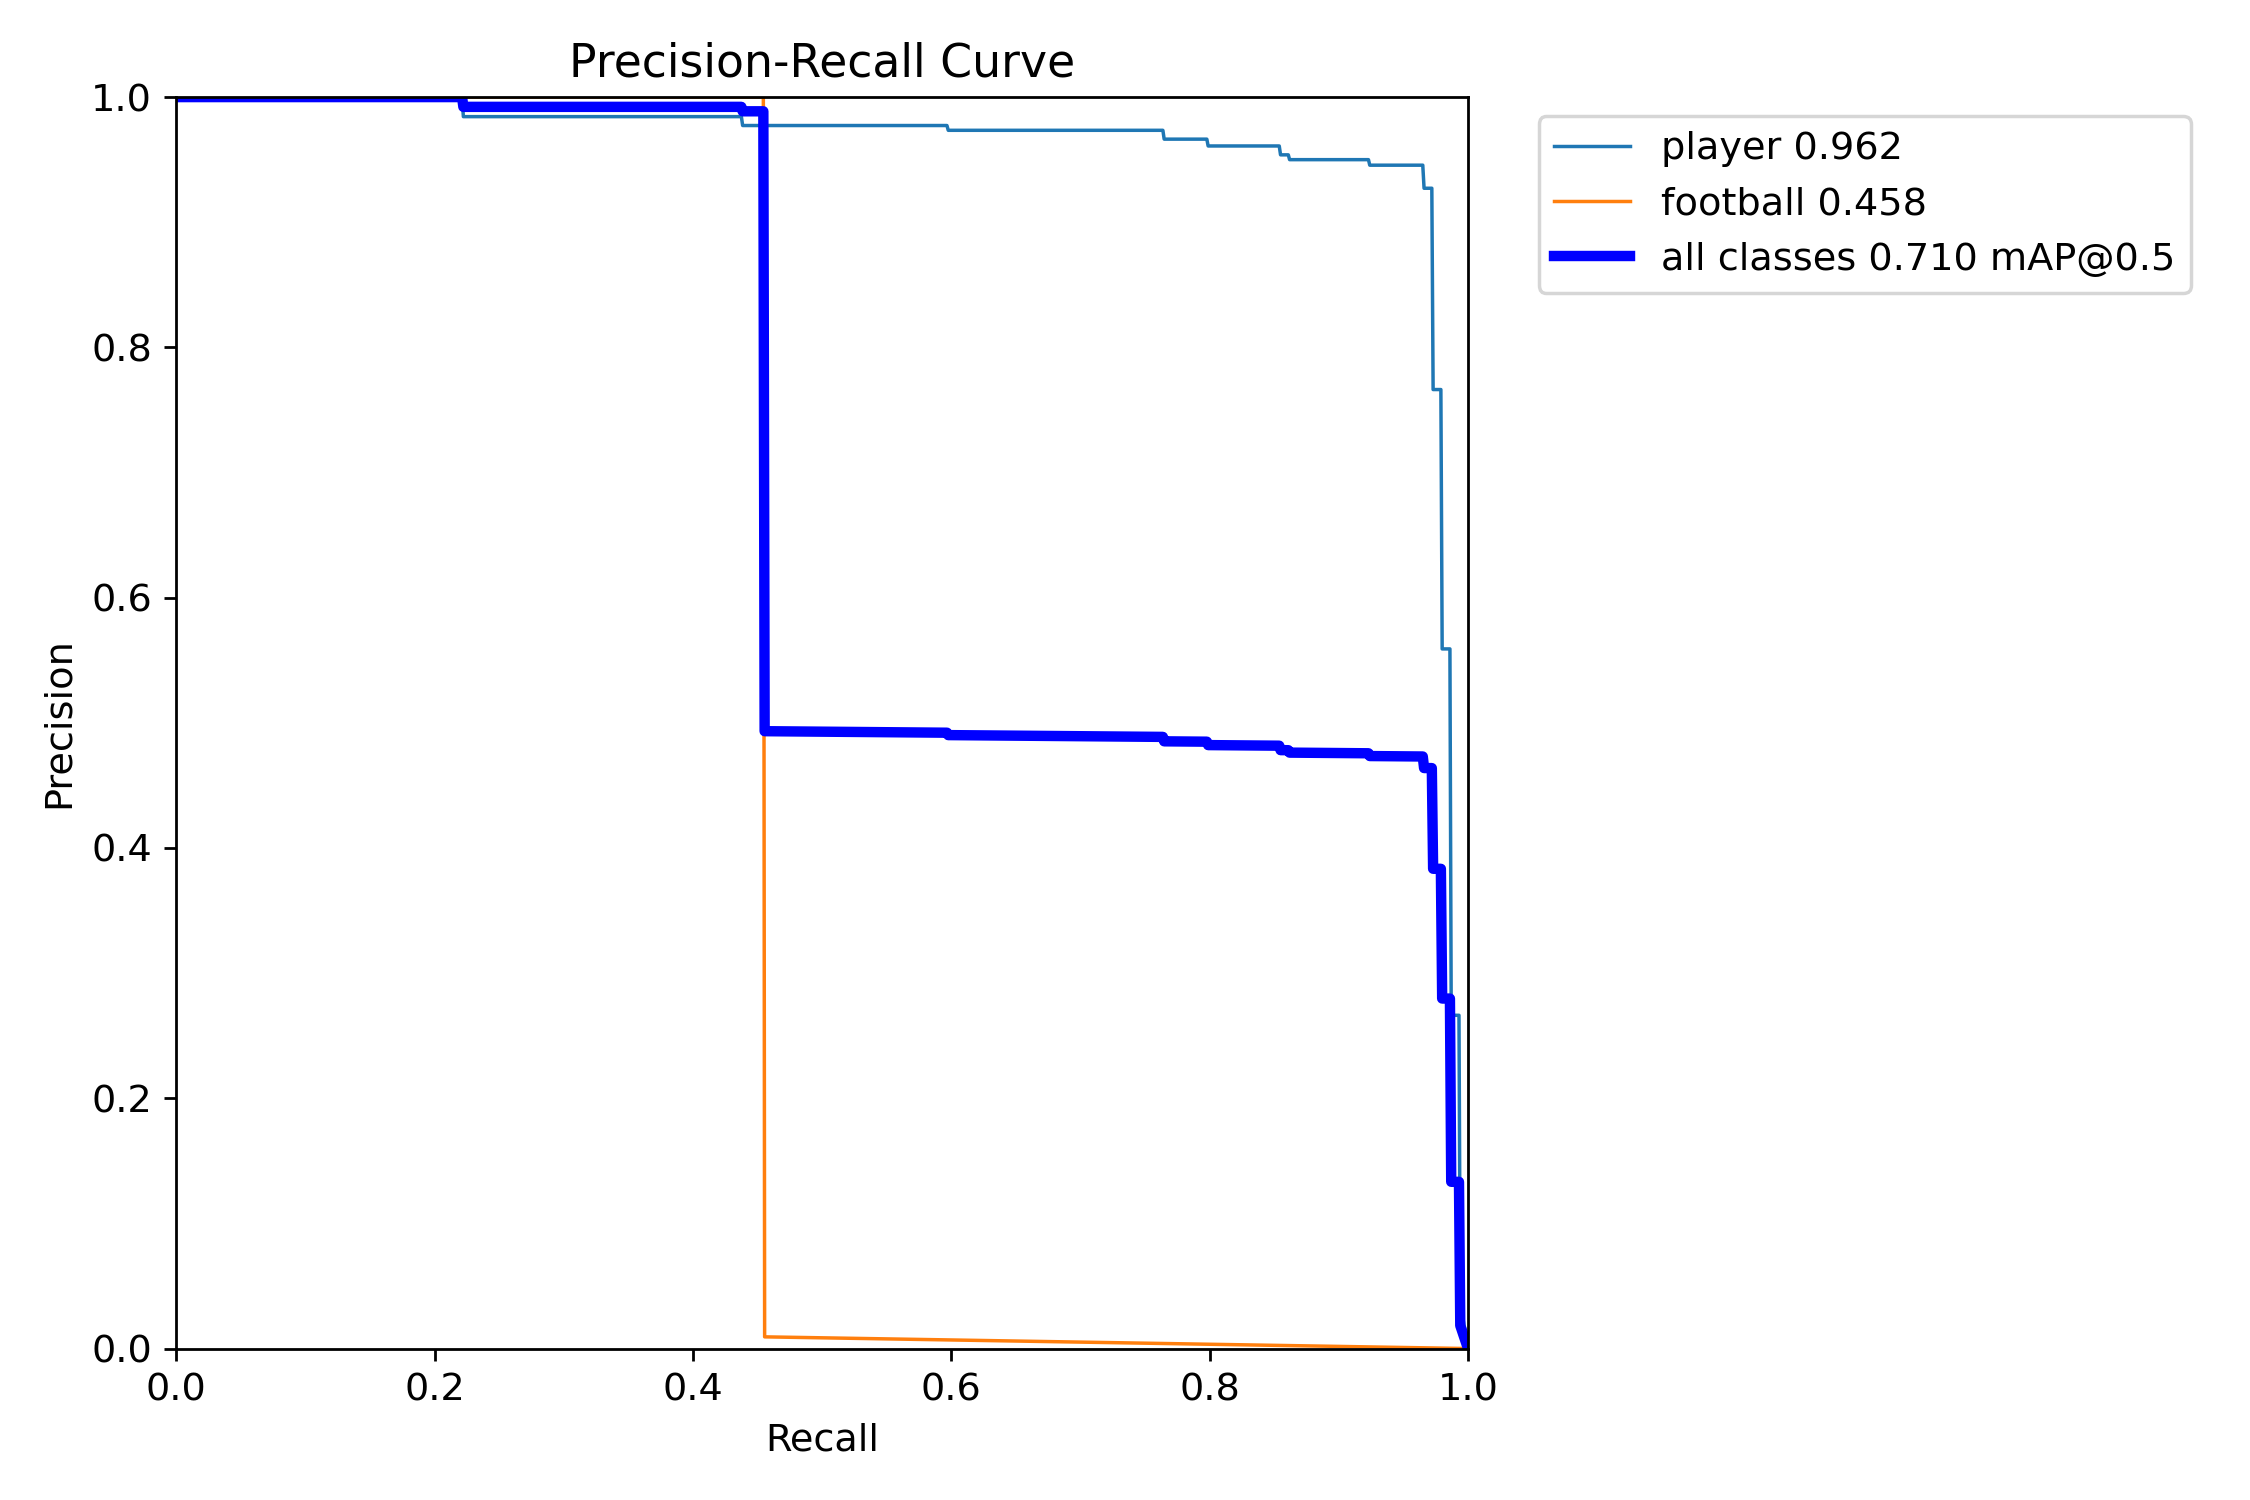 Precision-Recall Curve
1.0
0.8
0.6
0.4
0.2
0.0
Precision
0.0 0.2 0.4 0.6 0.8 1.0
Recall
player 0.962
football 0.458
all classes 0.710 mAP@0.5